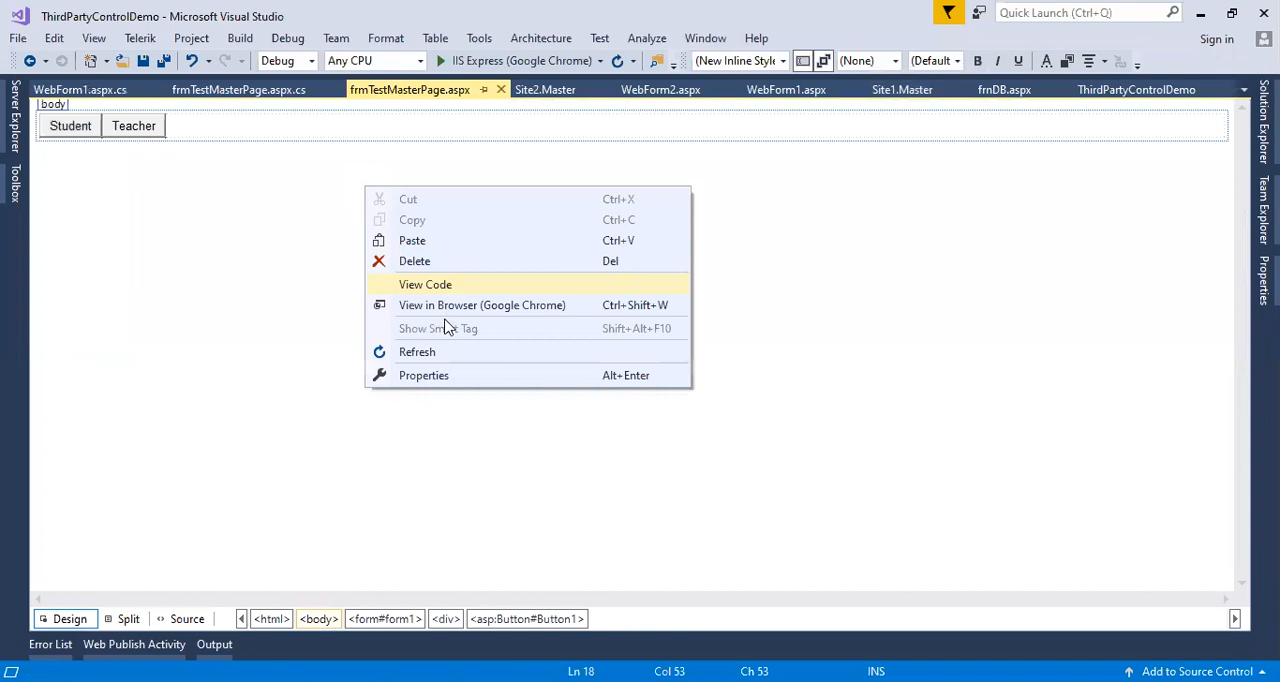 ThirdPartyControlDemo - Microsoft Visual Studio
Quick Launch (Ctrl+Q)
File Edit View Telerik Project Build Debug Team Format Table Tools Architecture Test Analyze Window Help
Sign in
Debug Any CPU IIS Express (Google Chrome) (New Inline Style (None) (Default B I U A
WebForm1.aspx.cs frmTestMasterPage.aspx.cs frmTestMasterPage.aspx Site2.Master WebForm2.aspx WebForm1.aspx Site1.Master frnDB.aspx ThirdPartyControlDemo
Server Explorer
Toolbox
body
Student Teacher
Cut Ctrl+X
Copy Ctrl+C
Paste Ctrl+V
Delete Del
View Code
View in Browser (Google Chrome) Ctrl+Shift+W
Show Smart Tag Shift+Alt+F10
Refresh
Properties Alt+Enter
Solution Explorer
Team Explorer
Properties
Design Split Source <html> <body> <form#form1> <div> <asp:Button#Button1>
Error List Web Publish Activity Output
Ln 18 Col 53 Ch 53 INS Add to Source Control